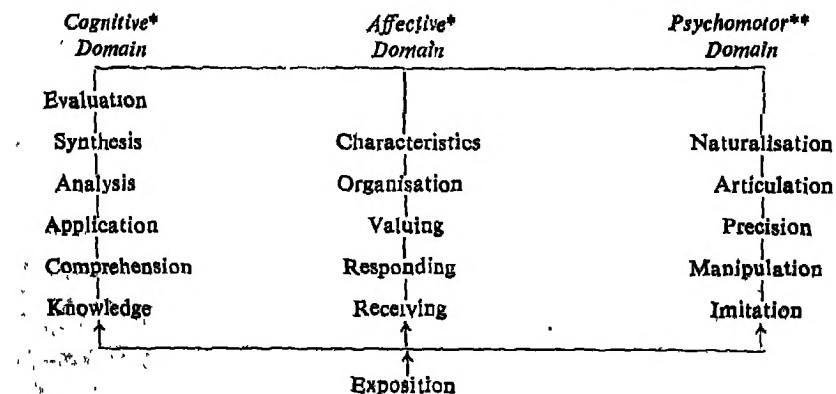 Cognitive* Affective* Psychomotor**
Domain Domain Domain
Evaluation
Synthesis Characteristics Naturalisation
Analysis Organisation Articulation
Application Valuing Precision
Comprehension Responding Manipulation
Knowledge Receiving Imitation
Exposition